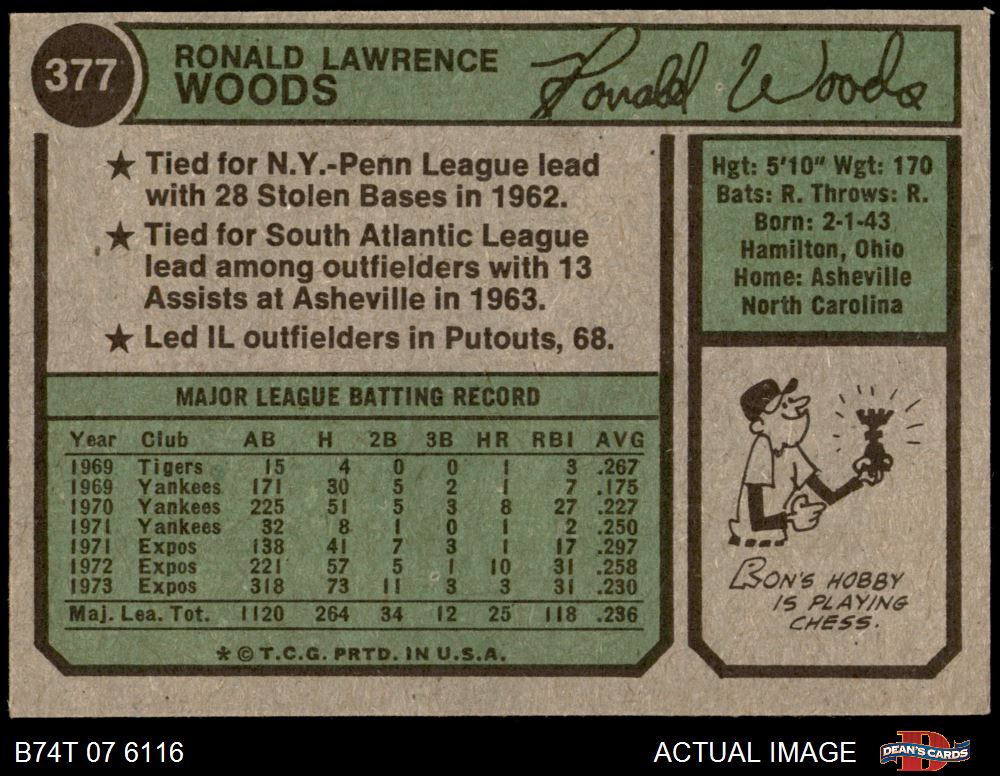 377
RONALD LAWRENCE
WOODS
Ronald Woods
★ Tied for N.Y.-Penn League lead
with 28 Stolen Bases in 1962.
★ Tied for South Atlantic League
lead among outfielders with 13
Assists at Asheville in 1963.
★ Led IL outfielders in Putouts, 68.
Hgt: 5'10" Wgt: 170
Bats: R. Throws: R.
Born: 2-1-43
Hamilton, Ohio
Home: Asheville
North Carolina
MAJOR LEAGUE BATTING RECORD
Year Club AB H 2B 3B HR RBI AVG
1969 Tigers 15 4 0 0 1 3 .267
1969 Yankees 171 30 5 2 1 7 .175
1970 Yankees 225 51 5 3 8 27 .227
1971 Yankees 32 8 1 0 1 2 .250
1971 Expos 138 41 7 3 1 17 .297
1972 Expos 221 57 5 1 10 31 .258
1973 Expos 318 73 11 3 3 31 .230
Maj. Lea. Tot. 1120 264 34 12 25 118 .236
* © T.C.G. PRTD. IN U.S.A.
RON'S HOBBY
IS PLAYING
CHESS.
B74T 07 6116
ACTUAL IMAGE
DEAN'S CARDS